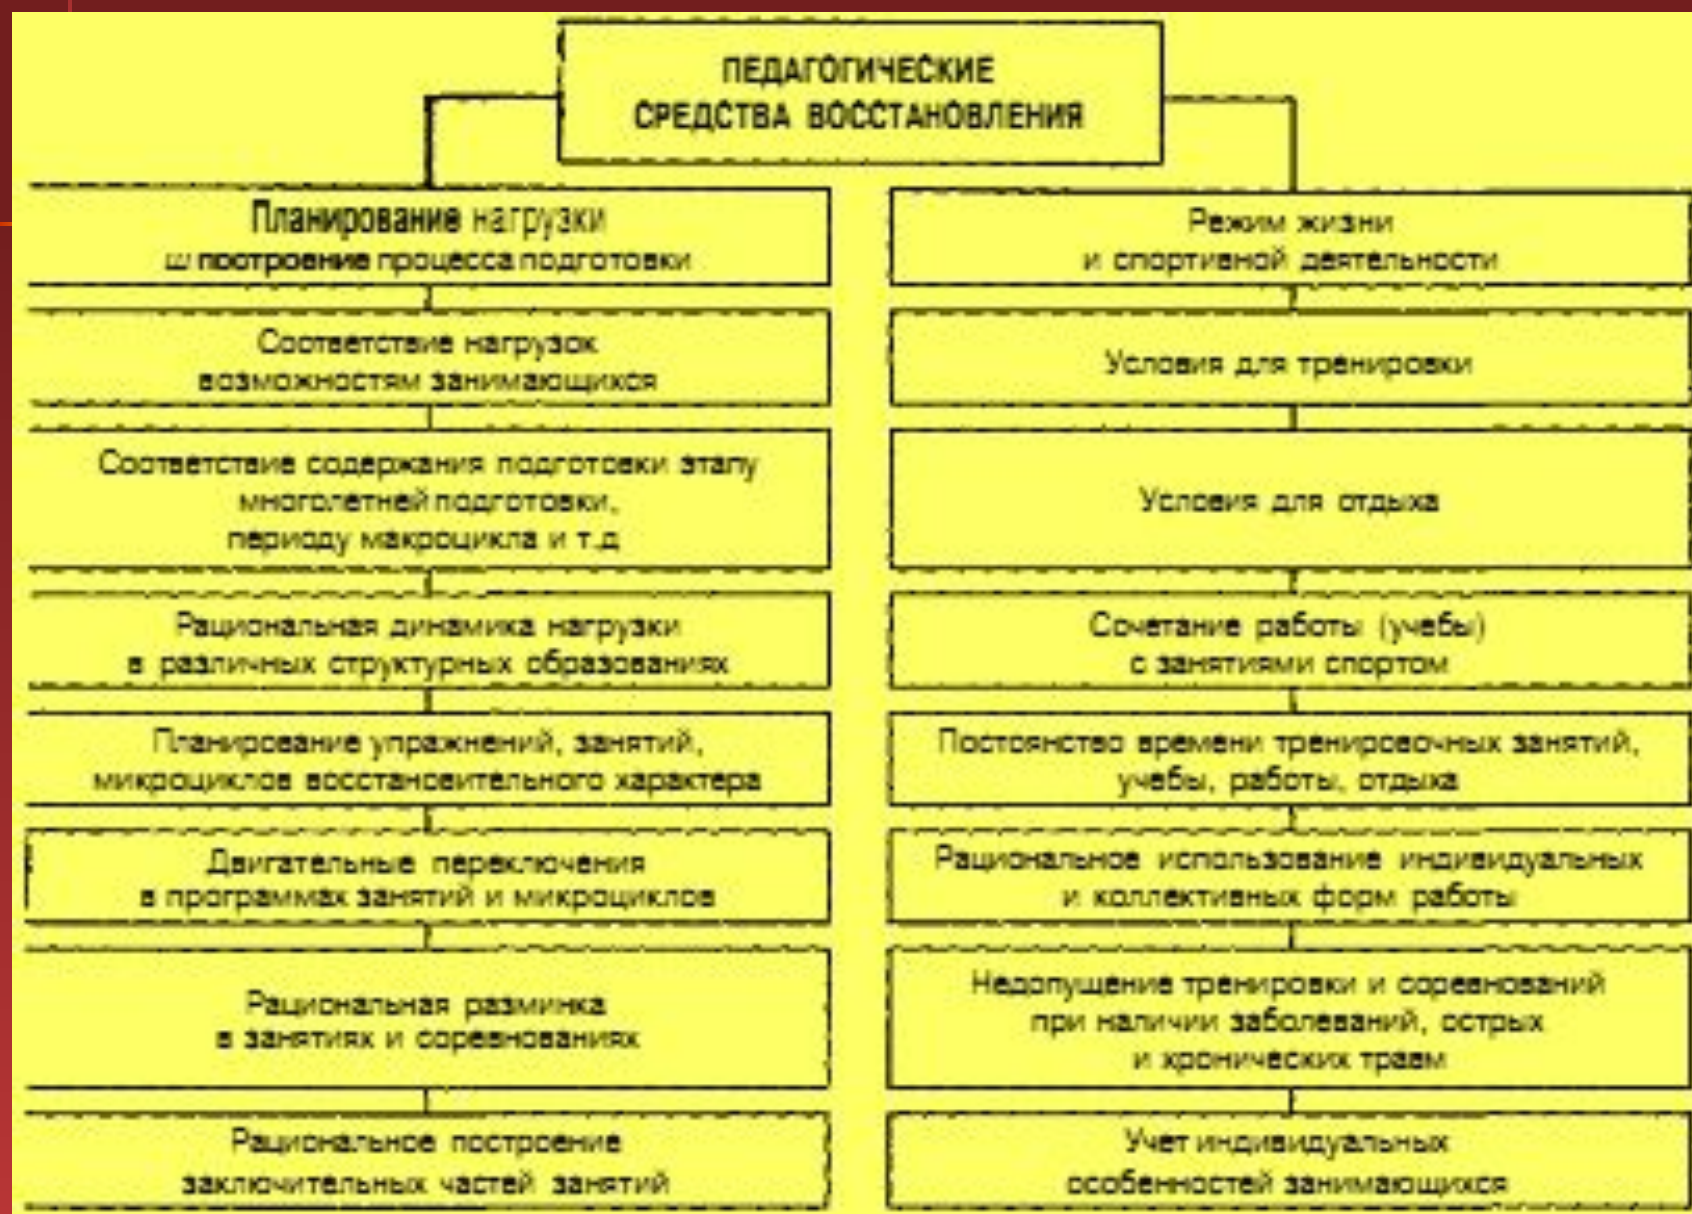 ПЕДАГОГИЧЕСКИЕ
СРЕДСТВА ВОССТАНОВЛЕНИЯ
Планирование нагрузки
ш построение процесса подготовки
Соответствие нагрузок
возможностям занимающихся
Соответствие содержания подготовки этапу
многолетней подготовки,
периоду макроцикла и т.д
Рациональная динамика нагрузки
в различных структурных образованиях
Планирование упражнений, занятий,
микроциклов восстановительного характера
Двигательные переключения
в программах занятий и микроциклов
Рациональная разминка
в занятиях и соревнованиях
Рациональное построение
заключительных частей занятий
Режим жизни
и спортивной деятельности
Условия для тренировки
Условия для отдыха
Сочетание работы (учебы)
с занятиями спортом
Постоянство времени тренировочных занятий,
учебы, работы, отдыха
Рациональное использование индивидуальных
и коллективных форм работы
Недопущение тренировки и соревнований
при наличии заболеваний, острых
и хронических травм
Учет индивидуальных
особенностей занимающихся